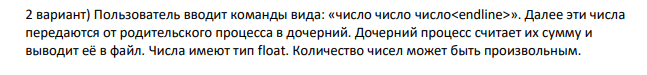 2 вариант) Пользователь вводит команды вида: «число число число<endline>». Далее эти числа
передаются от родительского процесса в дочерний. Дочерний процесс считает их сумму и
выводит её в файл. Числа имеют тип float. Количество чисел может быть произвольным.